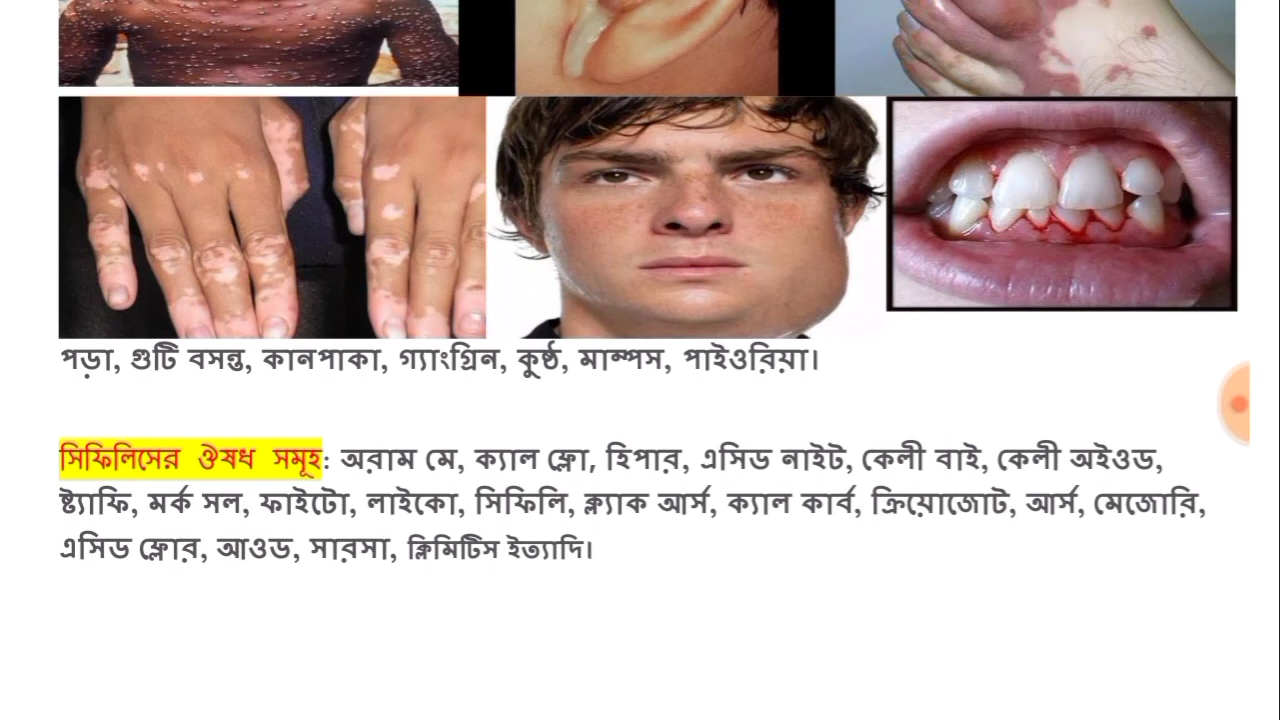 পড়া, গুটি বসন্ত, কানপাকা, গ্যাংগ্রিন, কুষ্ঠ, মাম্পস, পাইওরিয়া।
সিফিলিসের ঔষধ সমূহ: অরাম মে, ক্যাল ফ্লো, হিপার, এসিড নাইট, কেলী বাই, কেলী অইওড,
ষ্ট্যাফি, মর্ক সল, ফাইটো, লাইকো, সিফিলি, ল্ক্যাক আর্স, ক্যাল কার্ব, ক্রিয়োজোট, আর্স, মেজোরি,
এসিড ফ্লোর, আওড, সারসা, ক্লিমিটিস ইত্যাদি।